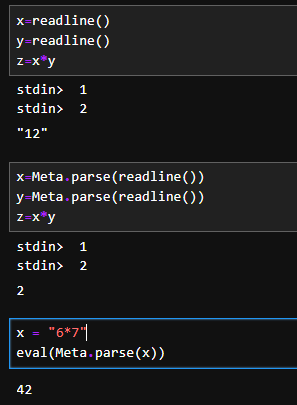 x=readline()
y=readline()
z=x*y
stdin> 1
stdin> 2
"12"
x=Meta.parse(readline())
y=Meta.parse(readline())
z=x*y
stdin> 1
stdin> 2
2
x = "6*7"
eval(Meta.parse(x))
42